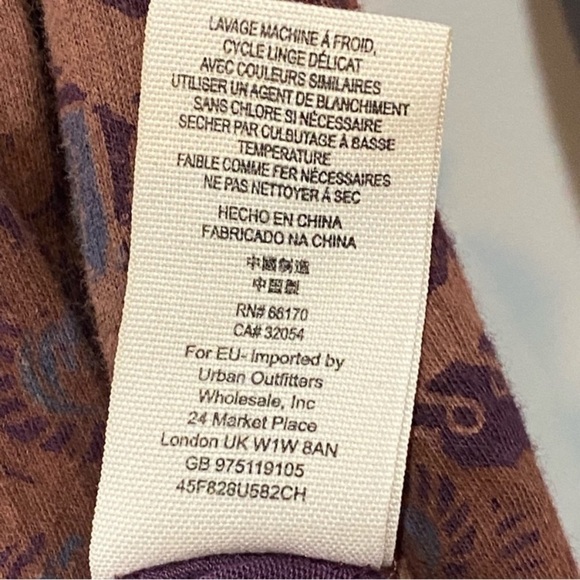 LAVAGE MACHINE À FROID,
CYCLE LINGE DÉLICAT
AVEC COULEURS SIMILAIRES
UTILISER UN AGENT DE BLANCHIMENT
SANS CHLORE SI NÉCESSAIRE
SECHER PAR CULBUTAGE À BASSE
TEMPERATURE
FAIBLE COMME FER NÉCESSAIRES
NE PAS NETTOYER À SEC
HECHO EN CHINA
FABRICADO NA CHINA
中國制造
中国製
RN# 66170
CA# 32054
For EU- Imported by
Urban Outfitters
Wholesale, Inc
24 Market Place
London UK W1W 8AN
GB 975119105
45F828U582CH